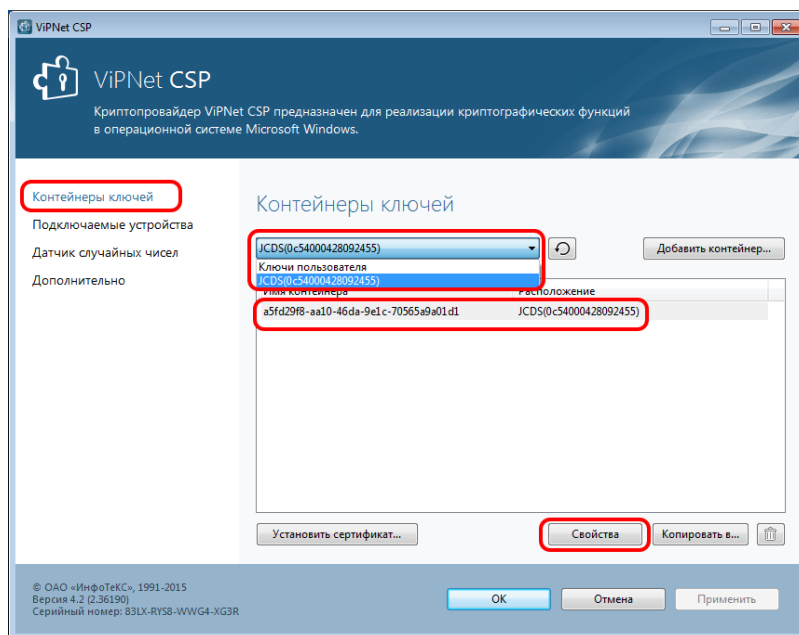 ViPNet CSP
ViPNet CSP
Криптопровайдер ViPNet CSP предназначен для реализации криптографических функций
в операционной системе Microsoft Windows.
Контейнеры ключей
Подключаемые устройства
Датчик случайных чисел
Дополнительно
Контейнеры ключей
JCDS(0c54000428092455)
Добавить контейнер...
Ключи пользователя
JCDS(0c54000428092455)
Имя контейнера Расположение
a5fd29f8-aa10-46da-9e1c-70565a9a01d1 JCDS(0c54000428092455)
Установить сертификат... Свойства Копировать в...
© ОАО «ИнфоТеКС», 1991-2015
Версия 4.2 (2.36190)
Серийный номер: 83LX-RYS8-WWG4-XG3R
OK Отмена Применить